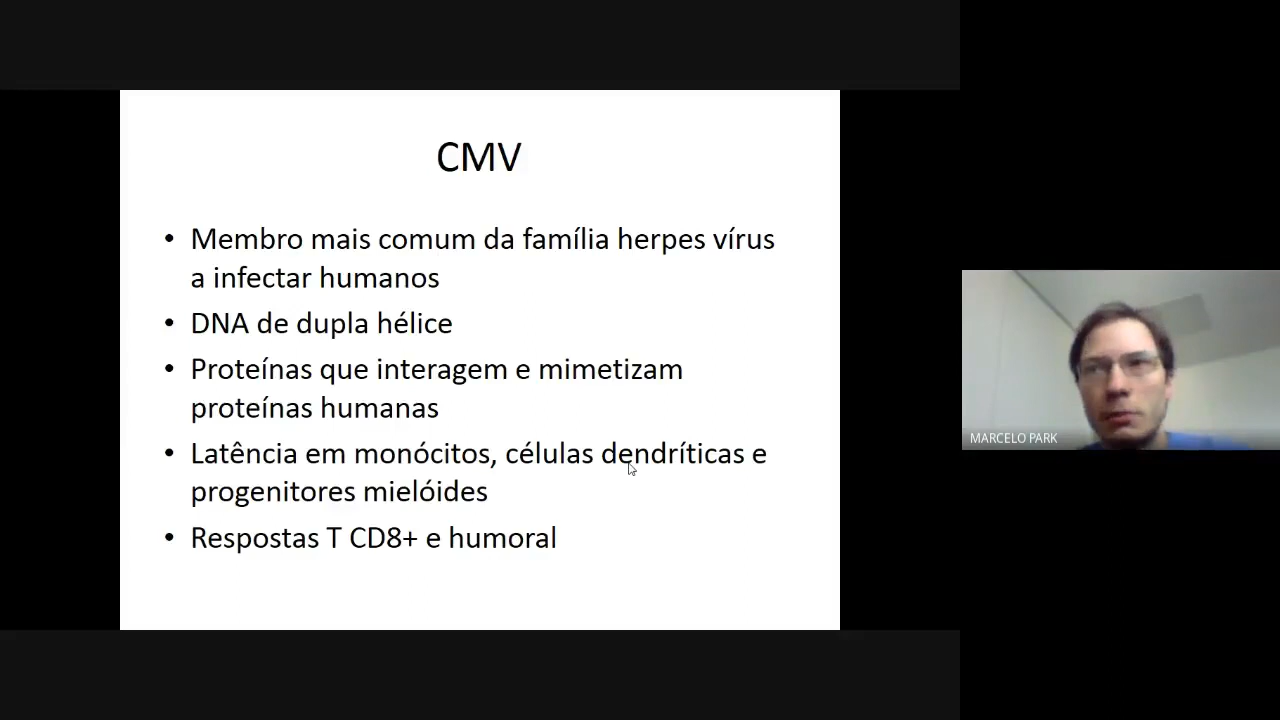 CMV
• Membro mais comum da família herpes vírus
a infectar humanos
• DNA de dupla hélice
• Proteínas que interagem e mimetizam
proteínas humanas
• Latência em monócitos, células dendríticas e
progenitores mielóides
• Respostas T CD8+ e humoral
MARCELO PARK